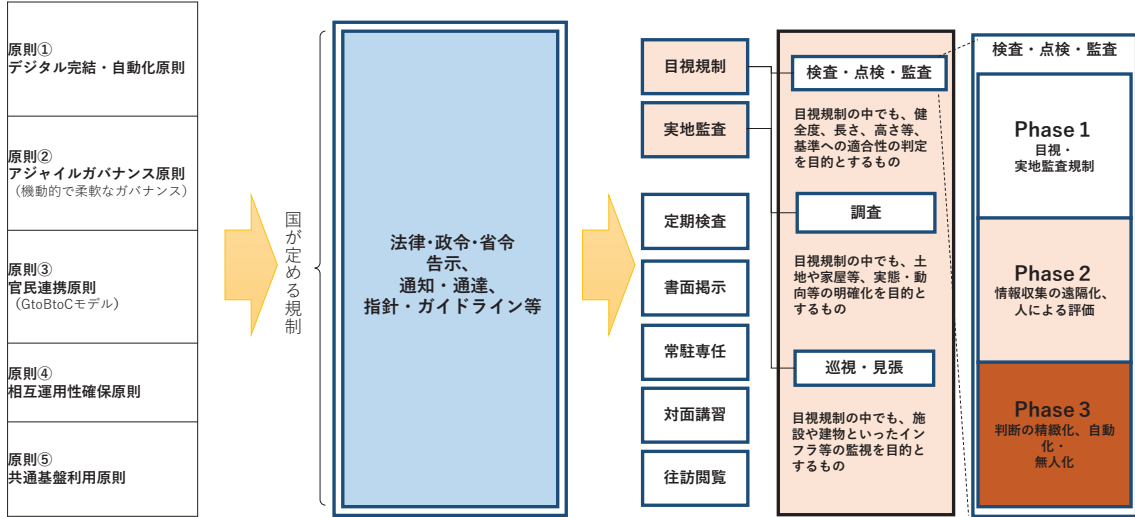 原則①
デジタル完結・自動化原則
原則②
アジャイルガバナンス原則
（機動的で柔軟なガバナンス）
原則③
官民連携原則
（GtoBtoCモデル）
原則④
相互運用性確保原則
原則⑤
共通基盤利用原則
国が定める規制
法律・政令・省令
告示、
通知・通達、
指針・ガイドライン等
目視規制
実地監査
定期検査
書面掲示
常駐専任
対面講習
往訪閲覧
検査・点検・監査
目視規制の中でも、健
全度、長さ、高さ等、
基準への適合性の判定
を目的とするもの
調査
目視規制の中でも、土
地や家屋等、実態・動
向等の明確化を目的と
するもの
巡視・見張
目視規制の中でも、施
設や建物といったイン
フラ等の監視を目的と
するもの
検査・点検・監査
Phase 1
目視・
実地監査規制
Phase 2
情報収集の遠隔化、
人による評価
Phase 3
判断の精緻化、自動
化・
無人化